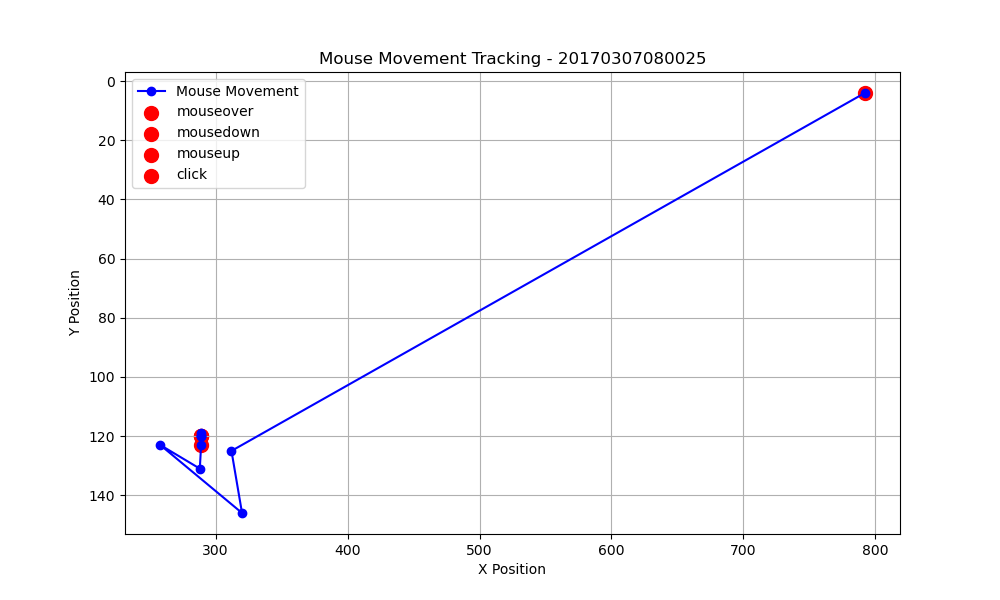 Mouse Movement Tracking - 20170307080025
Mouse Movement
mouseover
mousedown
mouseup
click
0
20
40
60
80
100
120
140
Y Position
300 400 500 600 700 800
X Position